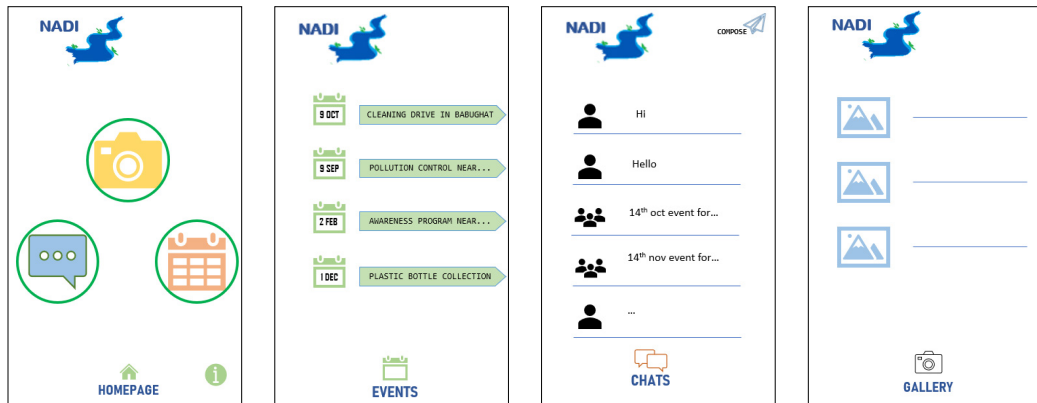 NADI
HOMEPAGE
NADI
9 OCT
CLEANING DRIVE IN BABUGHAT
9 SEP
POLLUTION CONTROL NEAR...
2 FEB
AWARENESS PROGRAM NEAR...
1 DEC
PLASTIC BOTTLE COLLECTION
EVENTS
NADI
COMPOSE
Hi
Hello
14th oct event for...
14th nov event for...
...
CHATS
NADI
GALLERY